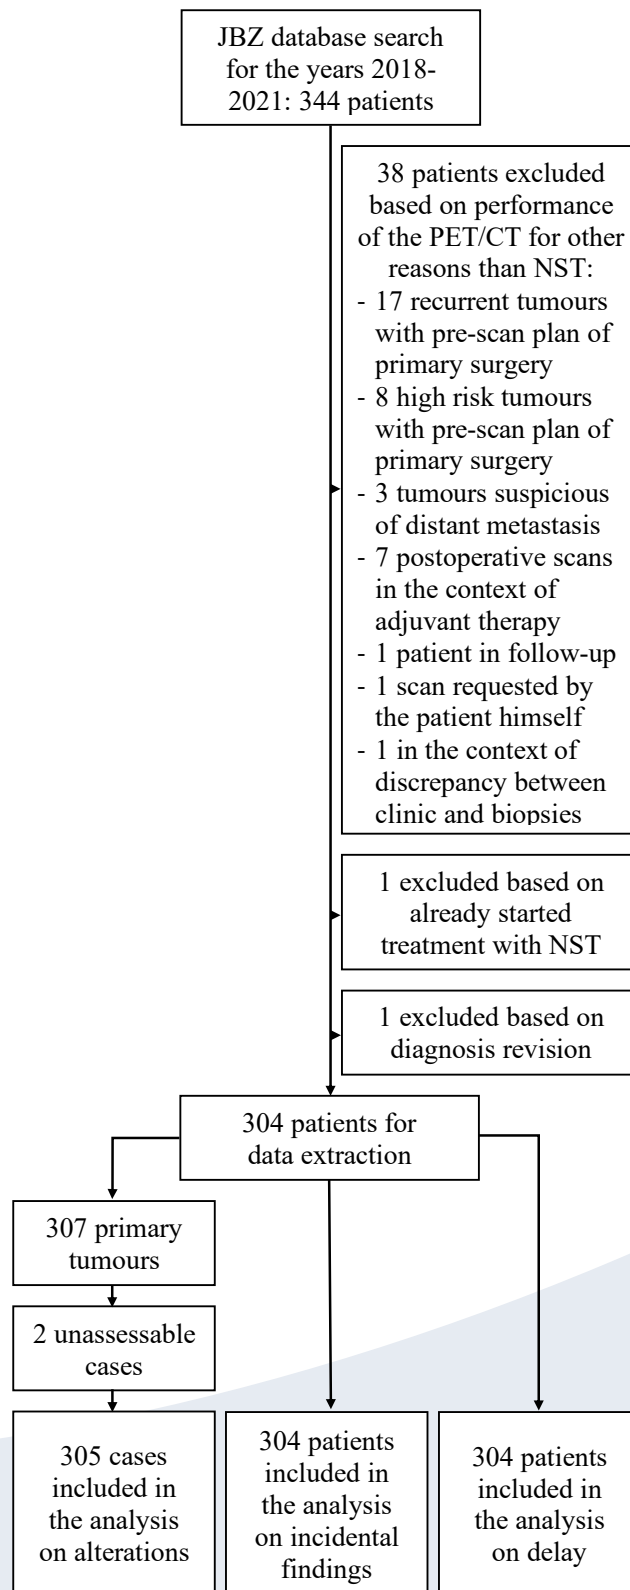 JBZ database search
for the years 2018-
2021: 344 patients
38 patients excluded
based on performance
of the PET/CT for other
reasons than NST:
- 17 recurrent tumours
with pre-scan plan of
primary surgery
- 8 high risk tumours
with pre-scan plan of
primary surgery
- 3 tumours suspicious
of distant metastasis
- 7 postoperative scans
in the context of
adjuvant therapy
- 1 patient in follow-up
- 1 scan requested by
the patient himself
- 1 in the context of
discrepancy between
clinic and biopsies
1 excluded based on
already started
treatment with NST
1 excluded based on
diagnosis revision
304 patients for
data extraction
307 primary
tumours
2 unassessable
cases
305 cases
included in
the analysis
on alterations
304 patients
included in
the analysis
on incidental
findings
304 patients
included in
the analysis
on delay